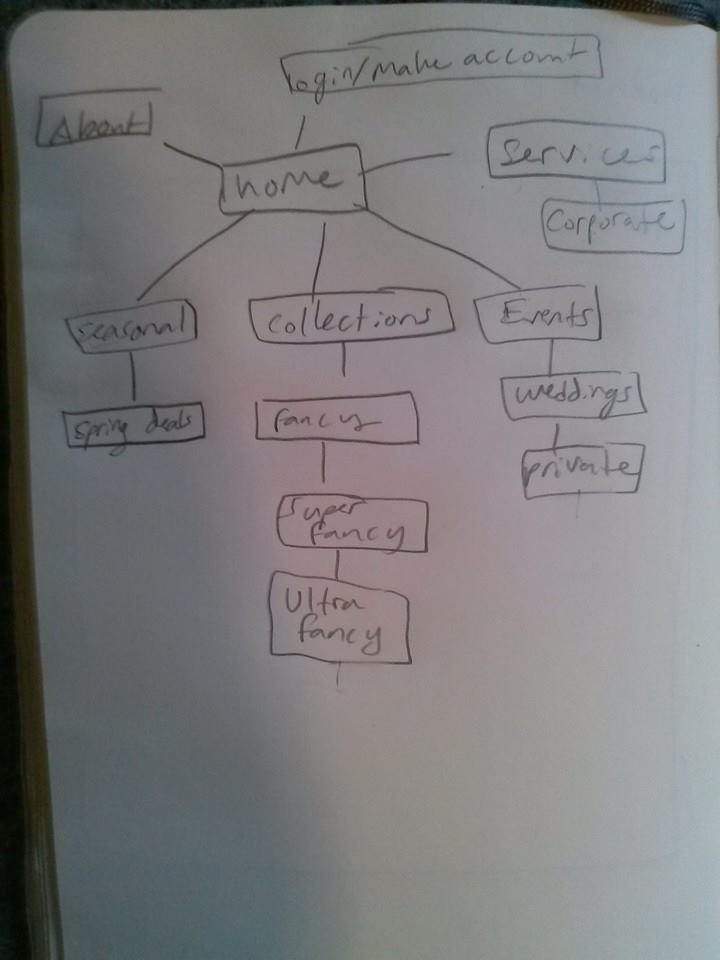 login/make account
About
home
Services
Corporate
seasonal
Collections
Events
spring deals
fancy
weddings
private
Super
fancy
Ultra
fancy